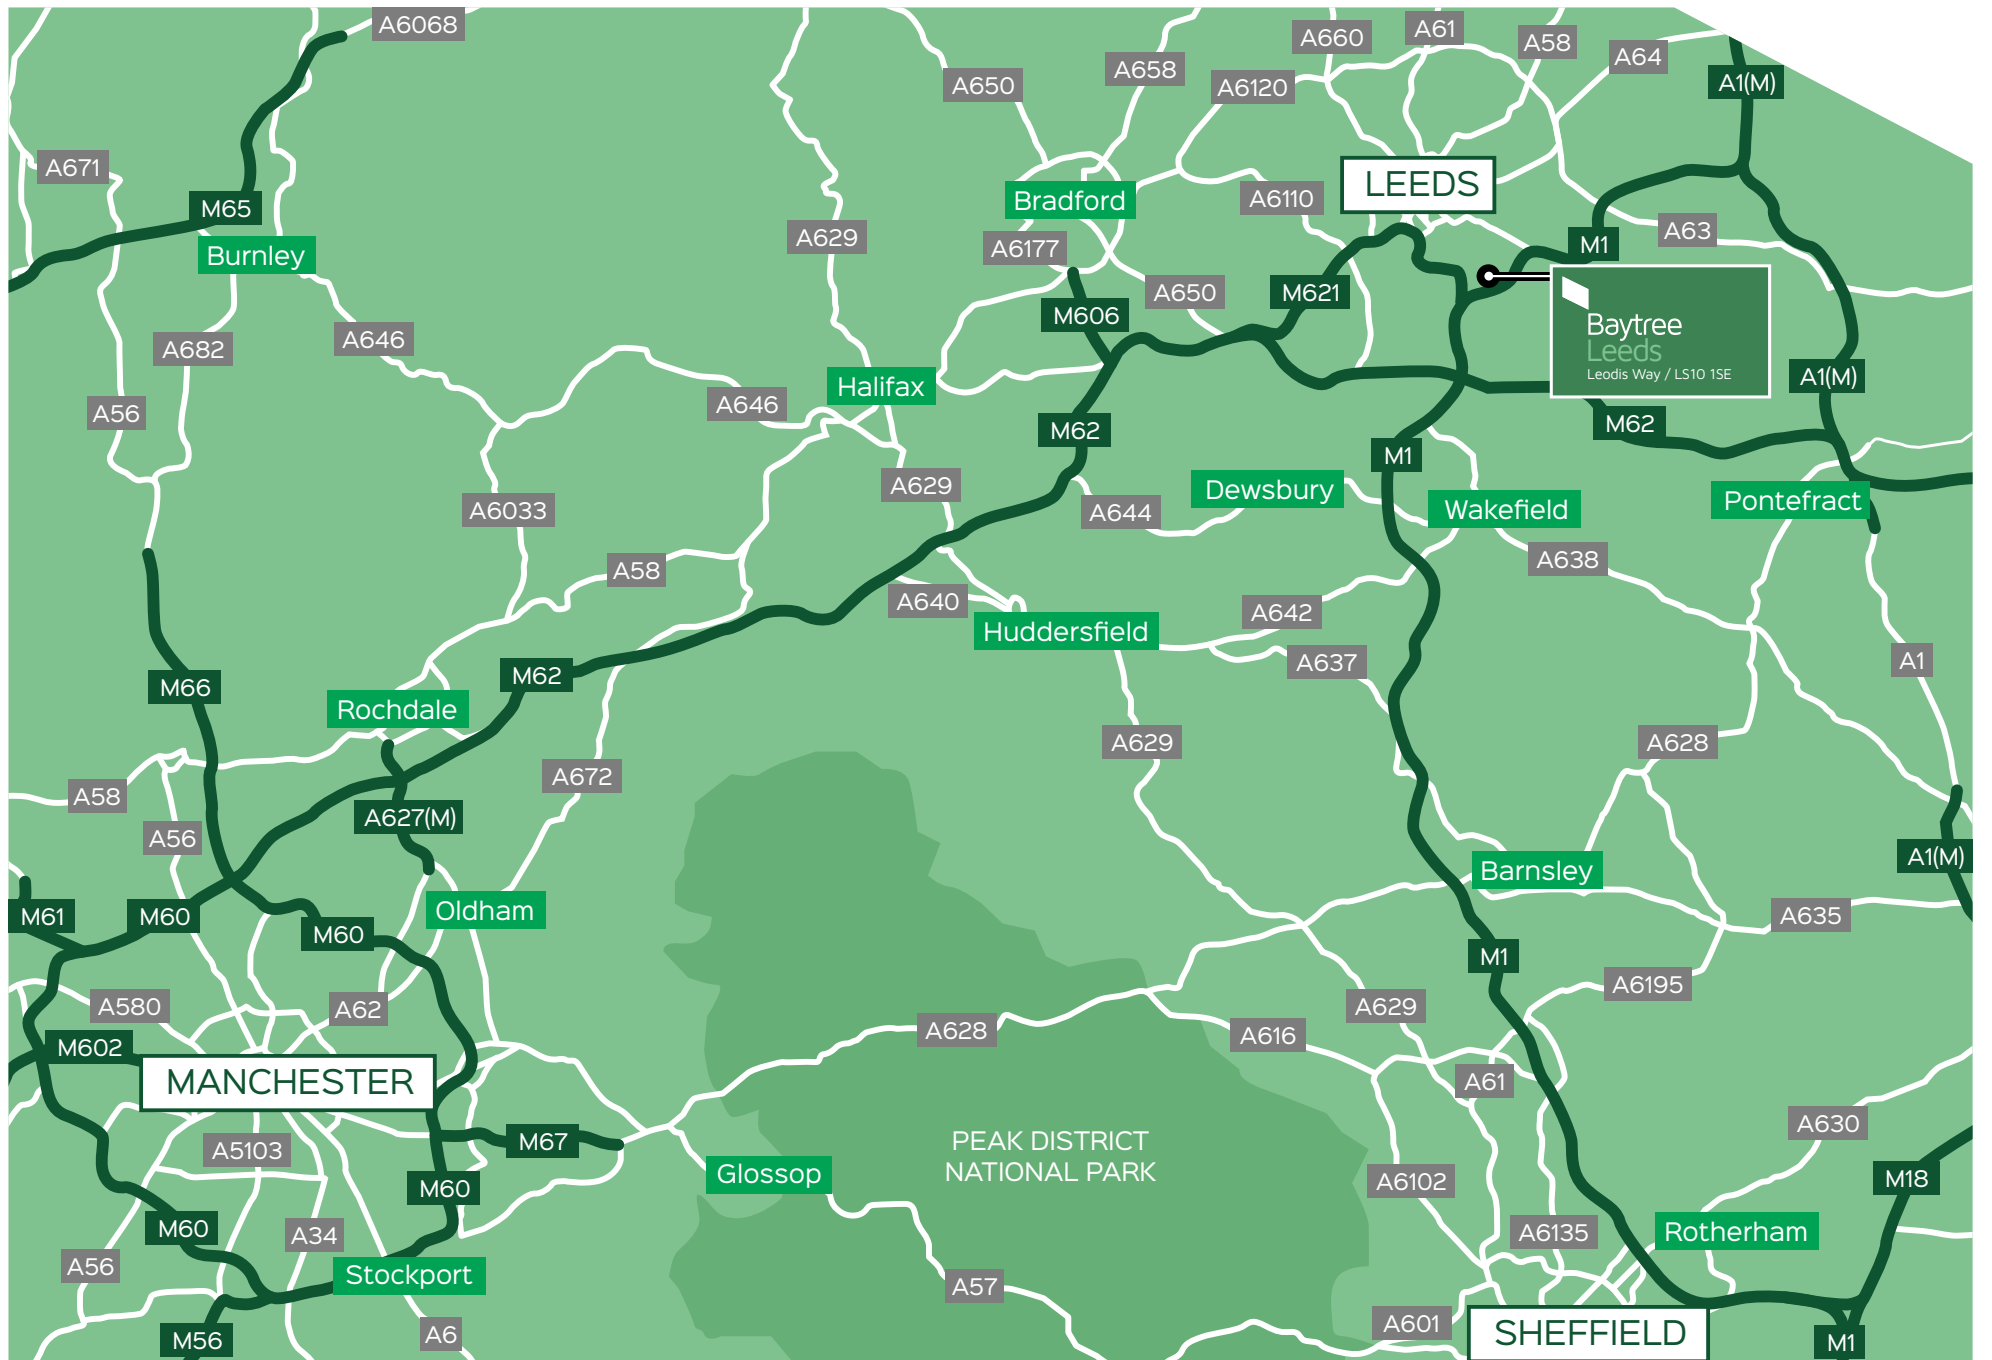 A6068
A660
A61
A58
A64
A650
A658
A6120
A1(M)
A671
M65
Bradford
A6110
LEEDS
Burnley
A629
A6177
A63
M1
A650
M621
M606
A682
A646
Baytree
Leeds
Leodis Way / LS10 1SE
A56
A646
Halifax
A1(M)
M62
M62
M1
A629
Dewsbury
A6033
A644
Wakefield
Pontefract
A58
A638
A640
Huddersfield
A642
A637
A1
M66
M62
Rochdale
A629
A628
A58
A672
A56
A627(M)
A1(M)
Barnsley
M61
M60
Oldham
A635
M60
M1
A580
A62
A629
A6195
M602
A628
A616
MANCHESTER
A61
A5103
M67
PEAK DISTRICT
NATIONAL PARK
A630
Glossop
M60
A6102
M18
M60
A34
A6135
Rotherham
A56
Stockport
A57
M56
A6
A601
SHEFFIELD
M1